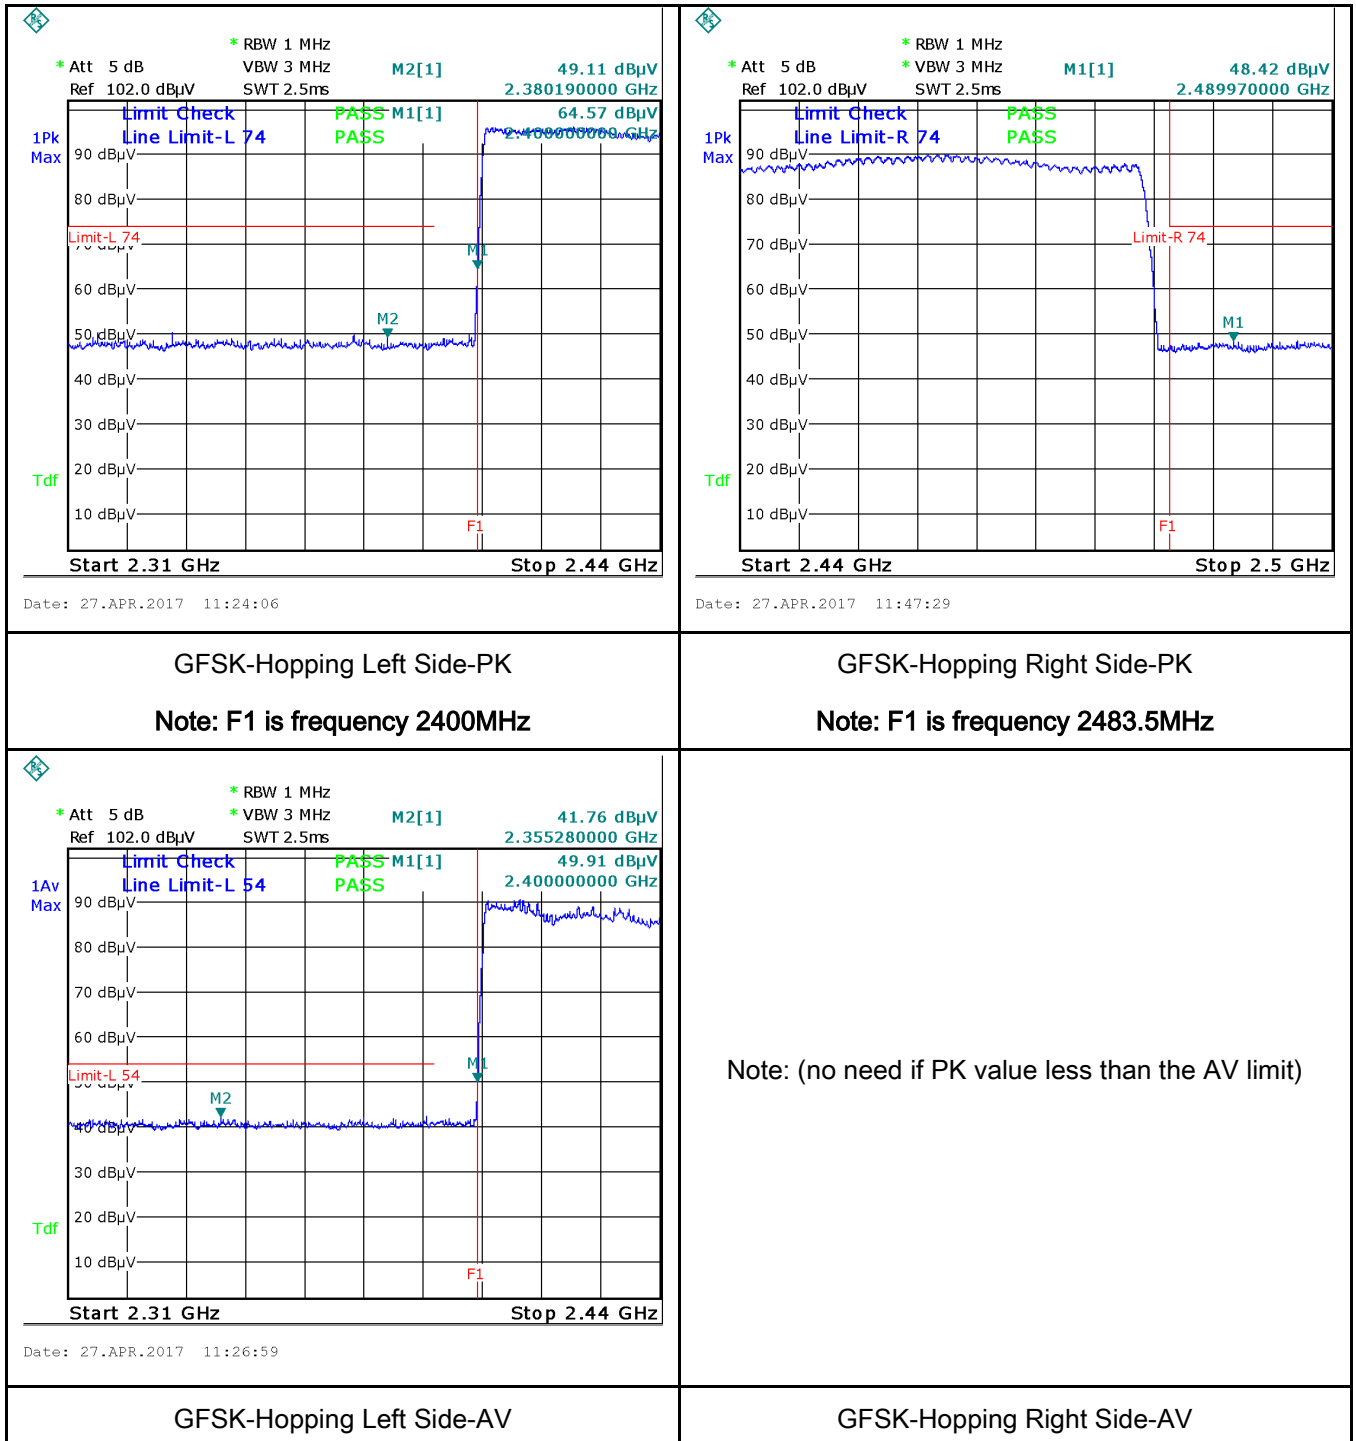 * RBW 1 MHz
* Att 5 dB VBW 3 MHz M2[1] 49.11 dBµV
Ref 102.0 dBµV SWT 2.5ms 2.380190000 GHz
Limit Check PASS M1[1] 64.57 dBµV
1Pk Max
Line Limit-L 74 PASS 2.400000000 GHz
90 dBµV
80 dBµV
Limit-L 74
70 dBµV
M1
60 dBµV
M2
50 dBµV
40 dBµV
30 dBµV
20 dBµV
Tdf
10 dBµV
F1
Start 2.31 GHz Stop 2.44 GHz
Date: 27.APR.2017 11:24:06
* RBW 1 MHz
* Att 5 dB * VBW 3 MHz M1[1] 48.42 dBµV
Ref 102.0 dBµV SWT 2.5ms 2.489970000 GHz
Limit Check PASS
1Pk Max
Line Limit-R 74 PASS
90 dBµV
80 dBµV
Limit-R 74
70 dBµV
60 dBµV
M1
50 dBµV
40 dBµV
30 dBµV
20 dBµV
Tdf
10 dBµV
F1
Start 2.44 GHz Stop 2.5 GHz
Date: 27.APR.2017 11:47:29
GFSK-Hopping Left Side-PK
Note: F1 is frequency 2400MHz
GFSK-Hopping Right Side-PK
Note: F1 is frequency 2483.5MHz
* RBW 1 MHz
* Att 5 dB * VBW 3 MHz M2[1] 41.76 dBµV
Ref 102.0 dBµV SWT 2.5ms 2.355280000 GHz
Limit Check PASS M1[1] 49.91 dBµV
1Av Max
Line Limit-L 54 PASS 2.400000000 GHz
90 dBµV
80 dBµV
70 dBµV
60 dBµV
M1
Limit-L 54
50 dBµV
M2
40 dBµV
30 dBµV
20 dBµV
Tdf
10 dBµV
F1
Start 2.31 GHz Stop 2.44 GHz
Date: 27.APR.2017 11:26:59
Note: (no need if PK value less than the AV limit)
GFSK-Hopping Left Side-AV
GFSK-Hopping Right Side-AV